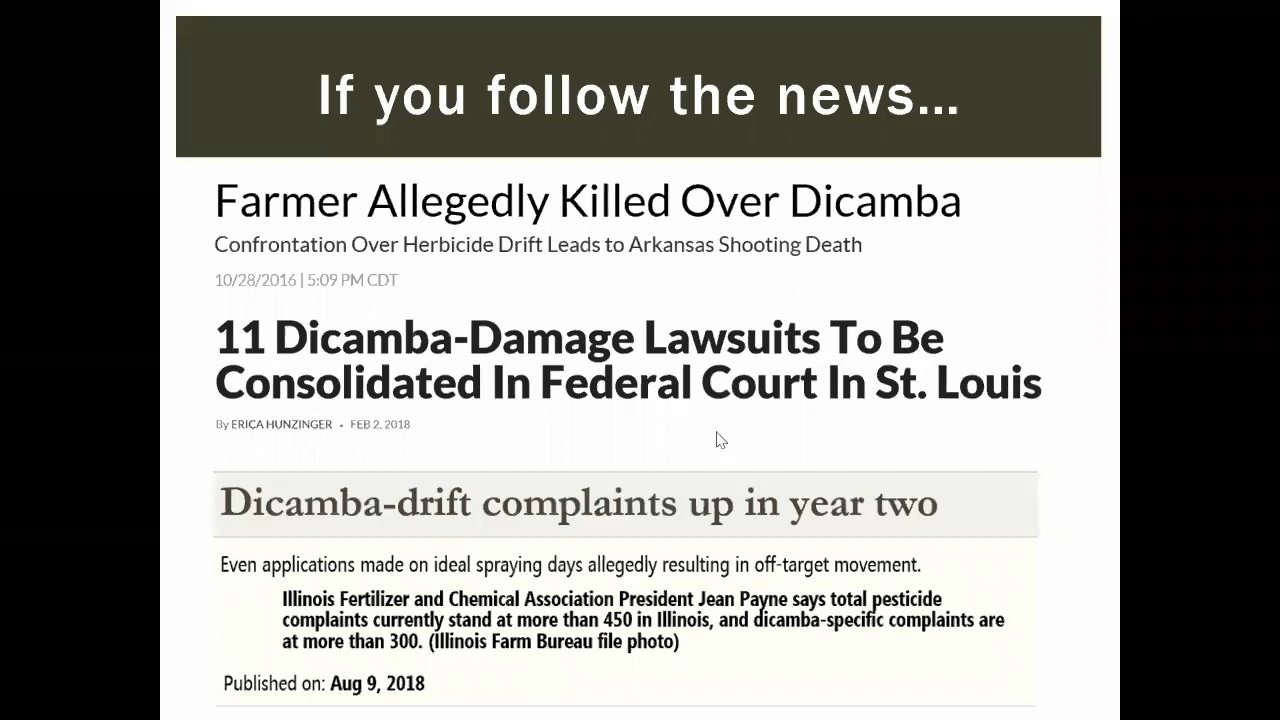 If you follow the news...
Farmer Allegedly Killed Over Dicamba
Confrontation Over Herbicide Drift Leads to Arkansas Shooting Death
10/28/2016 | 5:09 PM CDT
11 Dicamba-Damage Lawsuits To Be
Consolidated In Federal Court In St. Louis
By ERICA HUNZINGER • FEB 2, 2018
Dicamba-drift complaints up in year two
Even applications made on ideal spraying days allegedly resulting in off-target movement.
Illinois Fertilizer and Chemical Association President Jean Payne says total pesticide
complaints currently stand at more than 450 in Illinois, and dicamba-specific complaints are
at more than 300. (Illinois Farm Bureau file photo)
Published on: Aug 9, 2018